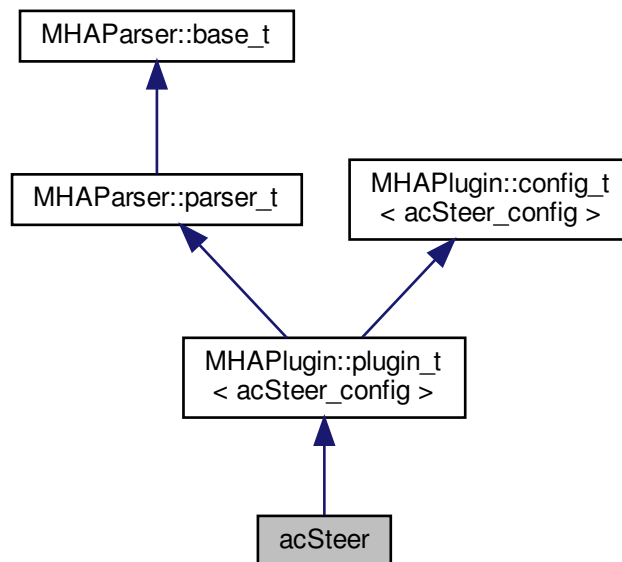 MHAParser::base_t
MHAParser::parser_t
MHAPlugin::config_t
< acSteer_config >
MHAPlugin::plugin_t
< acSteer_config >
acSteer